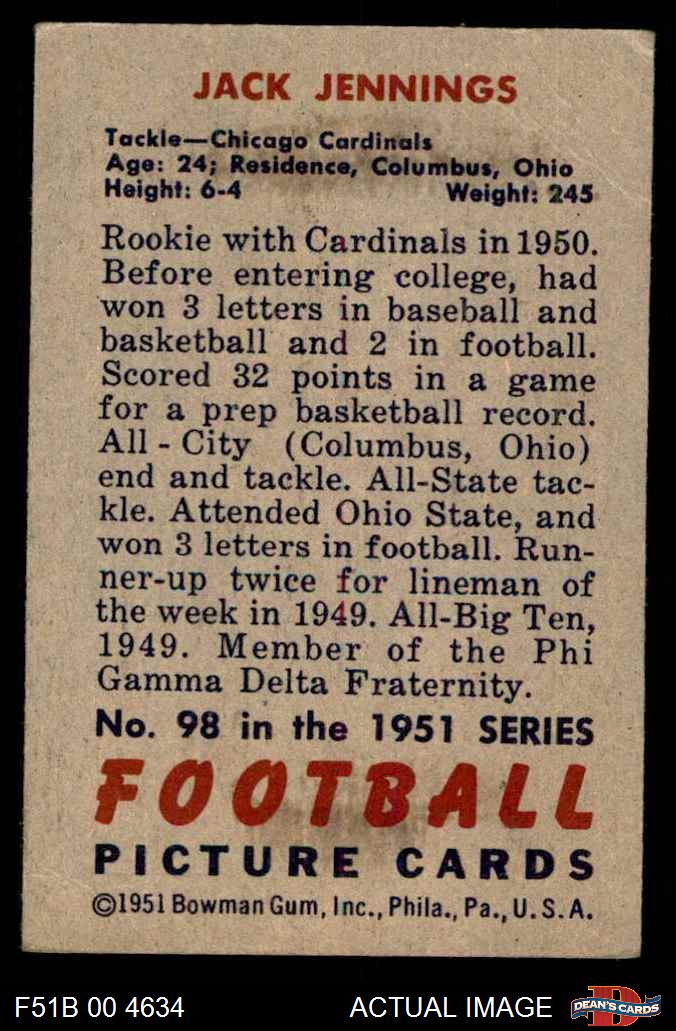 JACK JENNINGS
Tackle—Chicago Cardinals
Age: 24; Residence, Columbus, Ohio
Height: 6-4 Weight: 245
Rookie with Cardinals in 1950.
Before entering college, had
won 3 letters in baseball and
basketball and 2 in football.
Scored 32 points in a game
for a prep basketball record.
All - City (Columbus, Ohio)
end and tackle. All-State tac-
kle. Attended Ohio State, and
won 3 letters in football. Run-
ner-up twice for lineman of
the week in 1949. All-Big Ten,
1949. Member of the Phi
Gamma Delta Fraternity.
No. 98 in the 1951 SERIES
FOOTBALL
PICTURE CARDS
©1951 Bowman Gum, Inc., Phila., Pa., U. S. A.
F51B 00 4634 ACTUAL IMAGE D DEAN'S CARDS